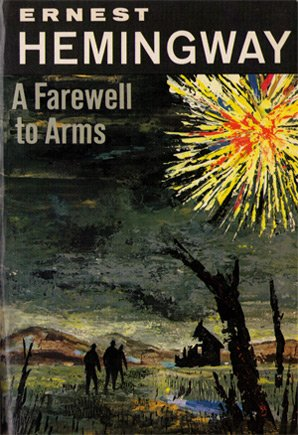 ERNEST
HEMINGWAY
A Farewell
to Arms